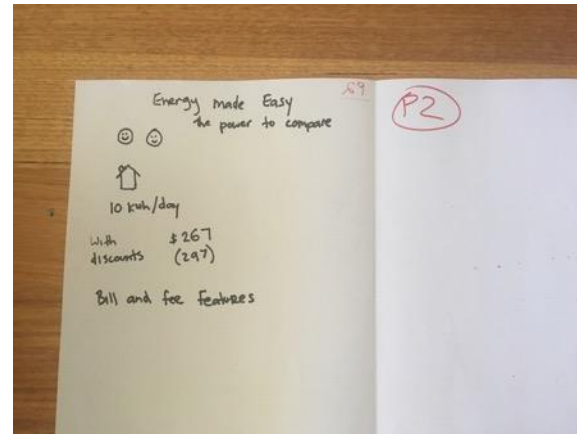 .69
Energy made Easy
the power to compare
10 kwh/day
With $267
discounts (297)
Bill and fee features
P2